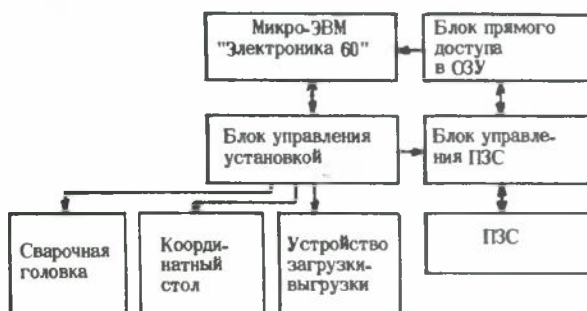 Микро-ЭВМ
"Электроника 60"
Блок прямого
доступа
в ОЗУ
Блок управления
установкой
Блок управле-
ния ПЗС
Сварочная
головка
Коорди-
натный
стол
Устройство
загрузки-
выгрузки
ПЗС